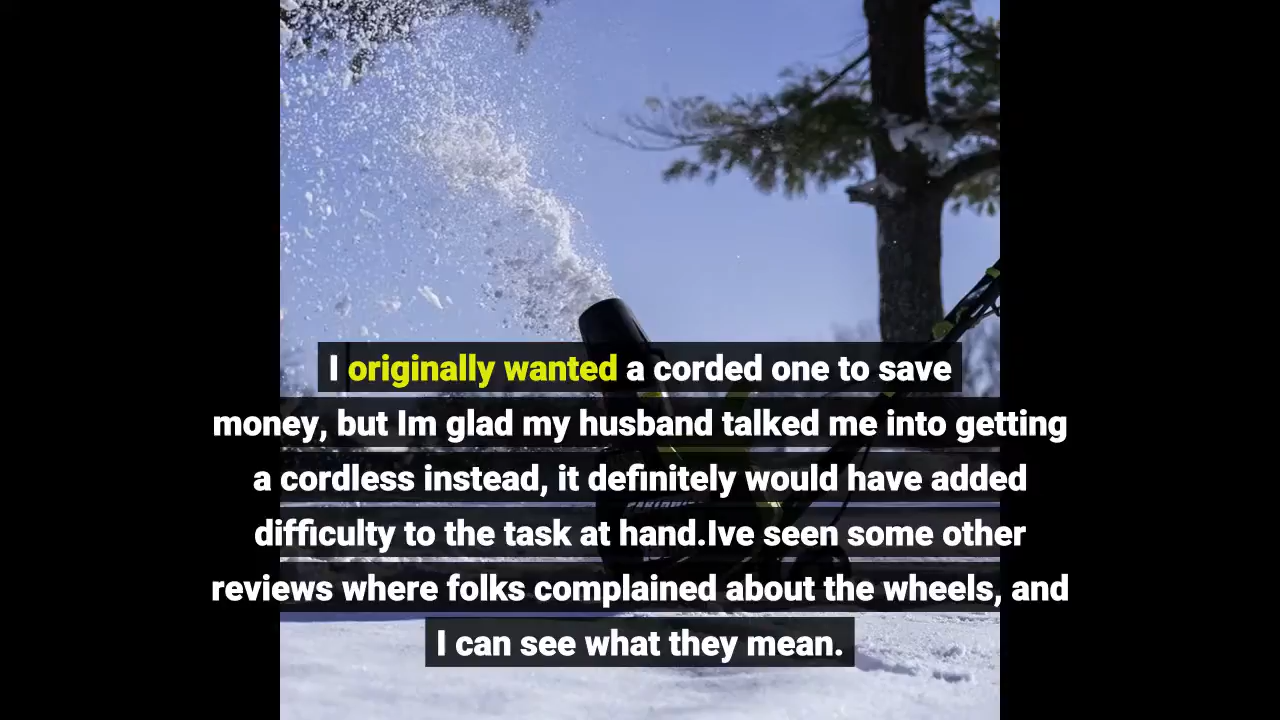 I originally wanted a corded one to save
money, but Im glad my husband talked me into getting
a cordless instead, it definitely would have added
difficulty to the task at hand.Ive seen some other
reviews where folks complained about the wheels, and
I can see what they mean.